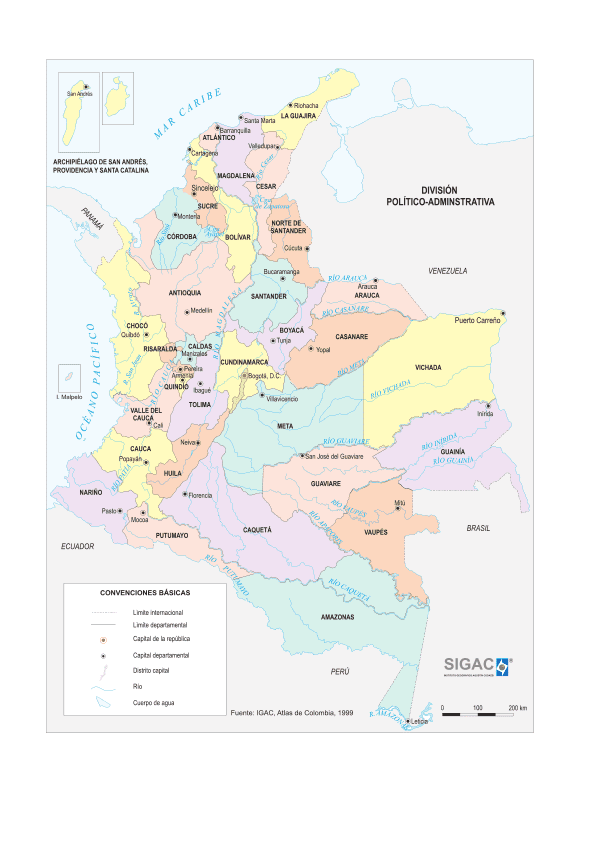 San Andrés
ARCHIPIÉLAGO DE SAN ANDRÉS,
PROVIDENCIA Y SANTA CATALINA
MAR CARIBE
Riohacha
LA GUAJIRA
Santa Marta
Barranquilla
ATLÁNTICO
Cartagena
Valledupar
MAGDALENA
CESAR
Sincelejo
SUCRE
DIVISIÓN
POLÍTICO-ADMINSTRATIVA
PANAMÁ
Montería
CÓRDOBA
BOLÍVAR
NORTE DE
SANTANDER
Cúcuta
VENEZUELA
Bucaramanga
RÍO ARAUCA
Arauca
ARAUCA
ANTIOQUIA
SANTANDER
RÍO MAGDALENA
Medellín
RÍO CASANARE
Puerto Carreño
CHOCÓ
Quibdó
BOYACÁ
Tunja
CASANARE
Yopal
RISARALDA
CALDAS
Manizales
R. San Juan
CUNDINAMARCA
RÍO META
VICHADA
Pereira
Armenia
QUINDÍO
Ibagué
Bogotá, D.C.
OCÉANO PACÍFICO
I. Malpelo
RÍO VICHADA
Villavicencio
TOLIMA
VALLE DEL
CAUCA
Cali
META
Inírida
Neiva
RÍO GUAVIARE
RÍO INÍRIDA
GUAINÍA
RÍO GUAINÍA
CAUCA
Popayán
San José del Guaviare
HUILA
GUAVIARE
NARIÑO
Florencia
Mitú
RÍO VAUPÉS
Pasto
Mocoa
CAQUETÁ
VAUPÉS
BRASIL
PUTUMAYO
ECUADOR
RÍO PUTUMAYO
RÍO CAQUETÁ
AMAZONAS
CONVENCIONES BÁSICAS
Límite internacional
Límite departamental
Capital de la república
Capital departamental
Distrito capital
Río
Cuerpo de agua
PERÚ
SIGAC
Fuente: IGAC, Atlas de Colombia, 1999
R. AMAZONAS
Leticia
0 100 200 km